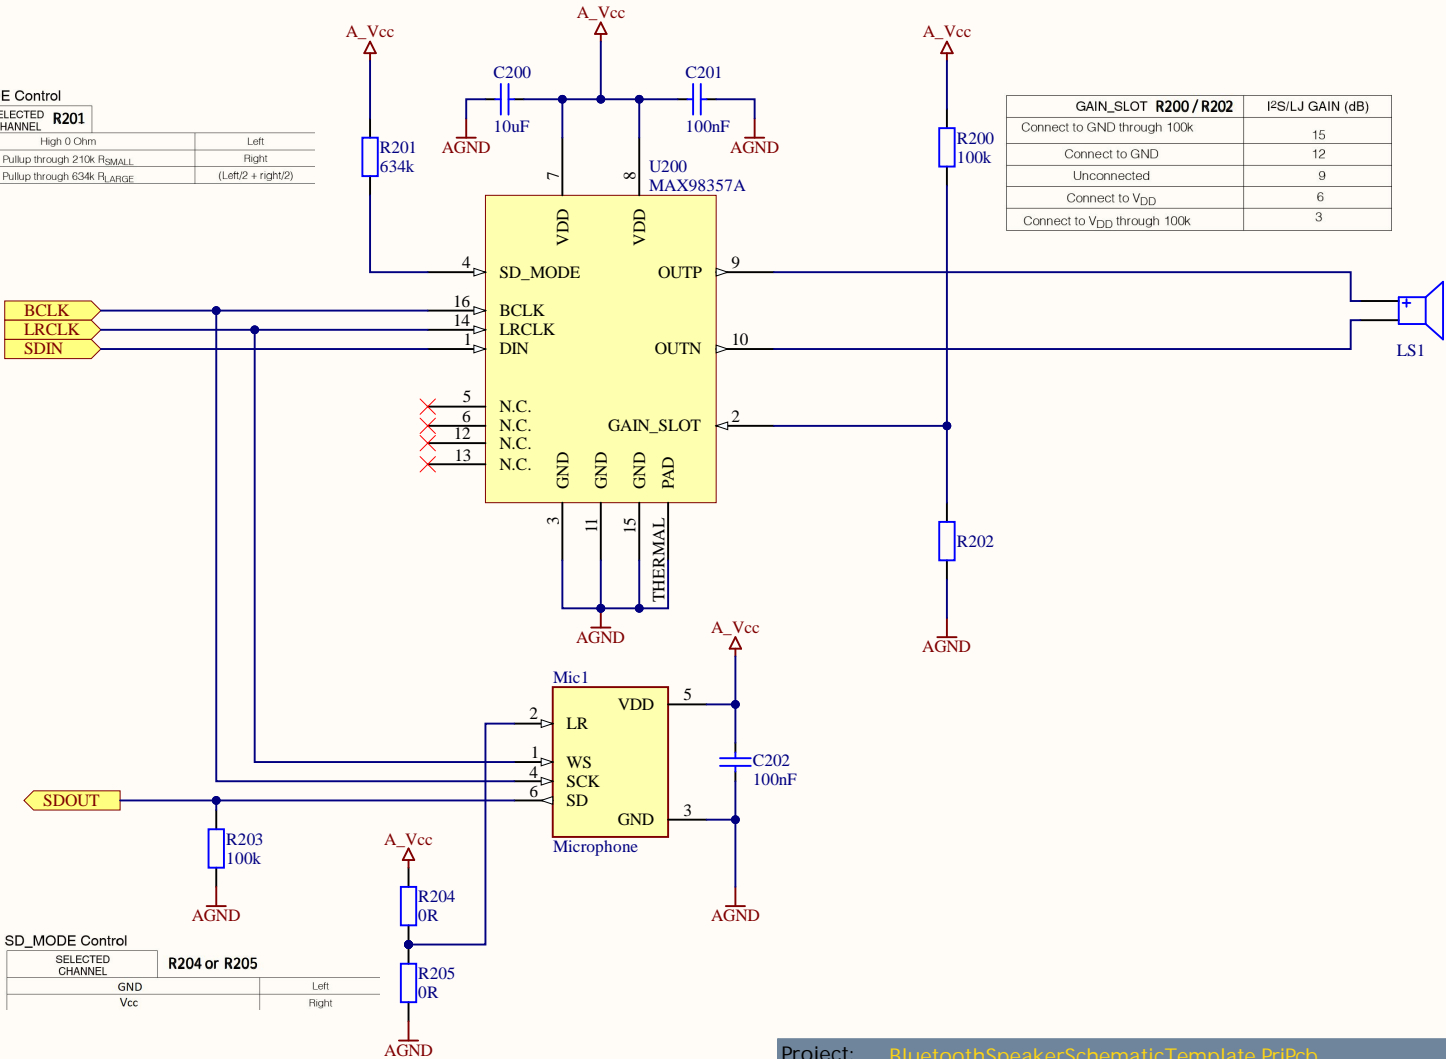 A_Vcc
A_Vcc
A_Vcc
E Control
ELECTED
HANNEL
R201
High 0 Ohm
Left
Pullup through 210k RSMALL
Right
Pullup through 634k RLARGE
(Left/2 + right/2)
C200
10uF
AGND
C201
100nF
AGND
R201
634k
R200
100k
GAIN_SLOT R200 / R202
I²S/LJ GAIN (dB)
Connect to GND through 100k
15
Connect to GND
12
Unconnected
9
Connect to VDD
6
Connect to VDD through 100k
3
U200
MAX98357A
7
8
VDD
VDD
4
SD_MODE
OUTP
9
BCLK
16
BCLK
LRCLK
14
LRCLK
SDIN
1
DIN
OUTN
10
LS1
5
N.C.
6
N.C.
12
N.C.
13
N.C.
GAIN_SLOT
2
GND
GND
GND
PAD
3
11
15
THERMAL
AGND
R202
AGND
A_Vcc
Mic1
VDD
5
2
LR
1
WS
4
SCK
6
SD
GND
3
Microphone
C202
100nF
AGND
SDOUT
R203
100k
AGND
A_Vcc
R204
0R
R205
0R
AGND
SD_MODE Control
SELECTED
CHANNEL
R204 or R205
GND
Left
Vcc
Right
Project:
BluetoothSpeakerSchematicTemplate.PrjPcb